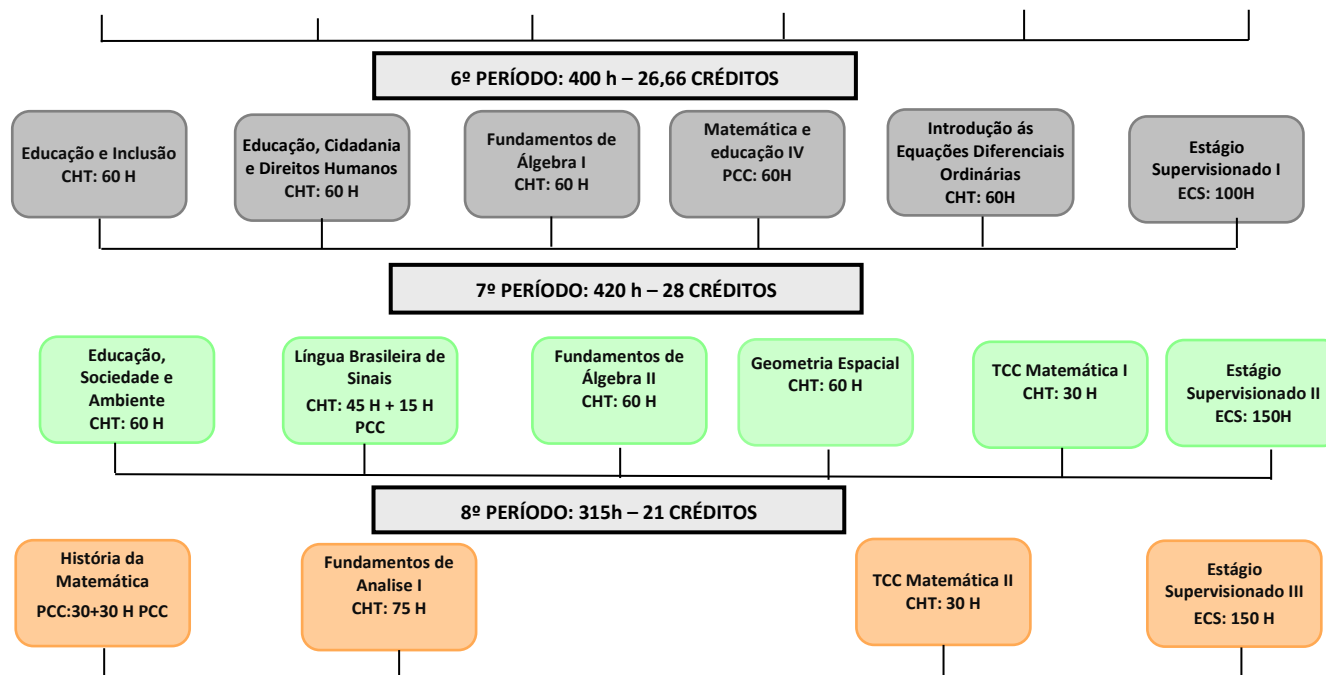 6º PERÍODO: 400 h – 26,66 CRÉDITOS
Educação e Inclusão
CHT: 60 H
Educação, Cidadania
e Direitos Humanos
CHT: 60 H
Fundamentos de
Álgebra I
CHT: 60 H
Matemática e
educação IV
PCC: 60H
Introdução ás
Equações Diferenciais
Ordinárias
CHT: 60H
Estágio
Supervisionado I
ECS: 100H
7º PERÍODO: 420 h – 28 CRÉDITOS
Educação,
Sociedade e
Ambiente
CHT: 60 H
Língua Brasileira de
Sinais
CHT: 45 H + 15 H
PCC
Fundamentos de
Álgebra II
CHT: 60 H
Geometria Espacial
CHT: 60 H
TCC Matemática I
CHT: 30 H
Estágio
Supervisionado II
ECS: 150H
8º PERÍODO: 315h – 21 CRÉDITOS
História da
Matemática
PCC:30+30 H PCC
Fundamentos de
Analise I
CHT: 75 H
TCC Matemática II
CHT: 30 H
Estágio
Supervisionado III
ECS: 150 H